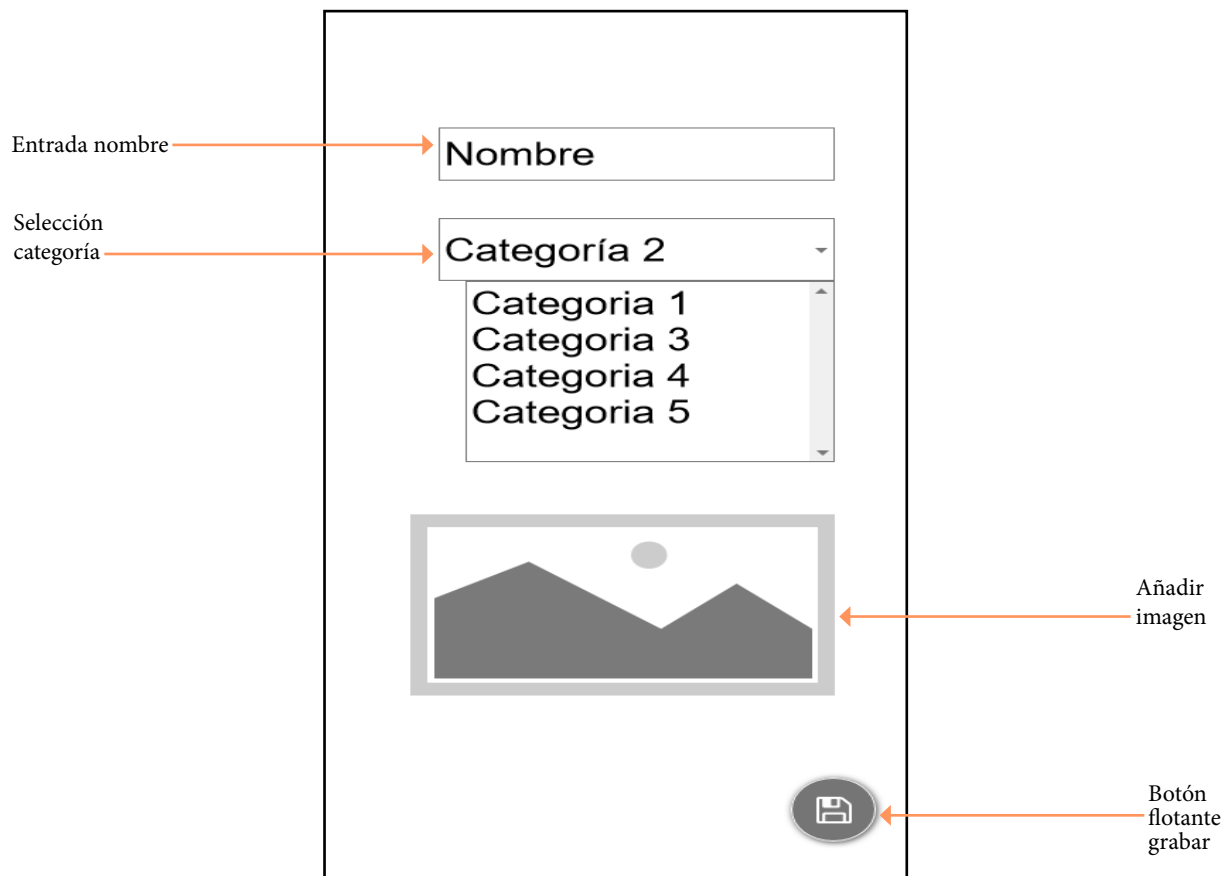 Entrada nombre
Nombre
Selección
categoría
Categoría 2
Categoria 1
Categoria 3
Categoria 4
Categoria 5
Añadir
imagen
Botón
flotante
grabar